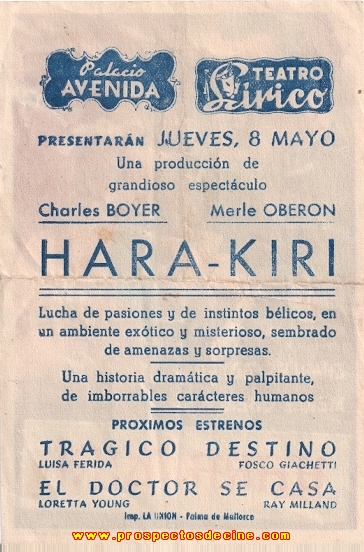 Palacio
AVENIDA
TEATRO
Lírico
PRESENTARÁN JUEVES, 8 MAYO
Una producción de
grandioso espectáculo
Charles BOYER Merle OBERON
HARA-KIRI
Lucha de pasiones y de instintos bélicos, en
un ambiente exótico y misterioso, sembrado
de amenazas y sorpresas.
Una historia dramática y palpitante,
de imborrables carácteres humanos
PROXIMOS ESTRENOS
TRAGICO DESTINO
LUISA FERIDA FOSCO GIACHETTI
EL DOCTOR SE CASA
LORETTA YOUNG RAY MILLAND
Imp. LA UNION - Palma de Mallorca
www.prospectosdecine.com